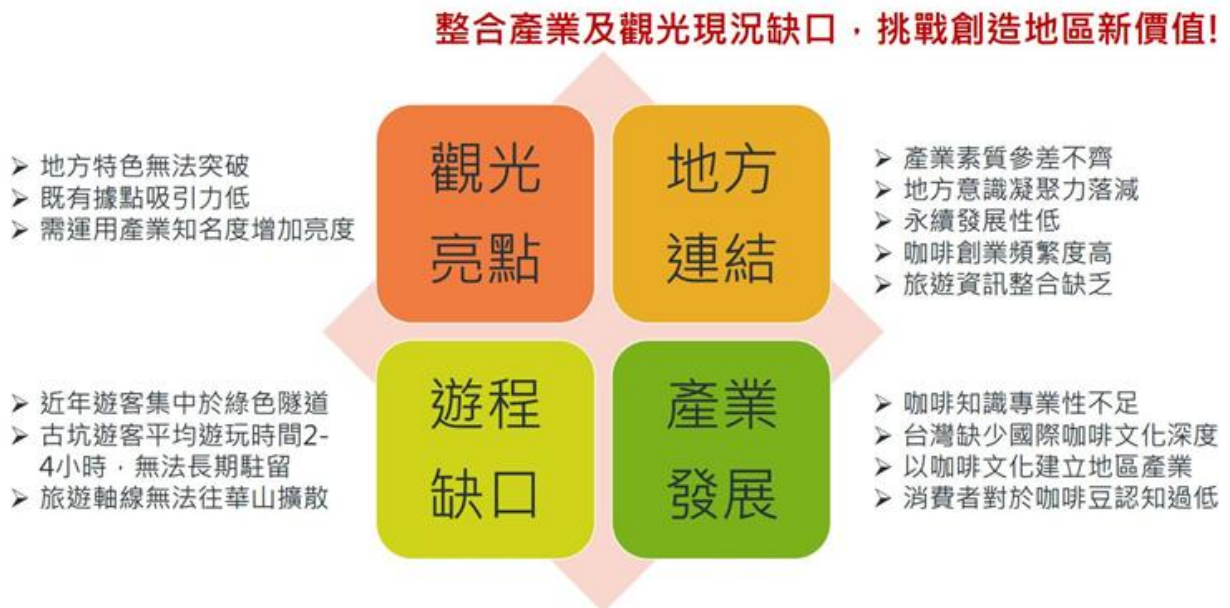 整合產業及觀光現況缺口，挑戰創造地區新價值!
觀光
亮點
➢ 地方特色無法突破
➢ 既有據點吸引力低
➢ 需運用產業知名度增加亮度
地方
連結
➢ 產業素質參差不齊
➢ 地方意識凝聚力落減
➢ 永續發展性低
➢ 咖啡創業頻繁度高
➢ 旅遊資訊整合缺乏
遊程
缺口
➢ 近年遊客集中於綠色隧道
➢ 古坑遊客平均遊玩時間2-
4小時，無法長期駐留
➢ 旅遊軸線無法往華山擴散
產業
發展
➢ 咖啡知識專業性不足
➢ 台灣缺少國際咖啡文化深度
➢ 以咖啡文化建立地區產業
➢ 消費者對於咖啡豆認知過低